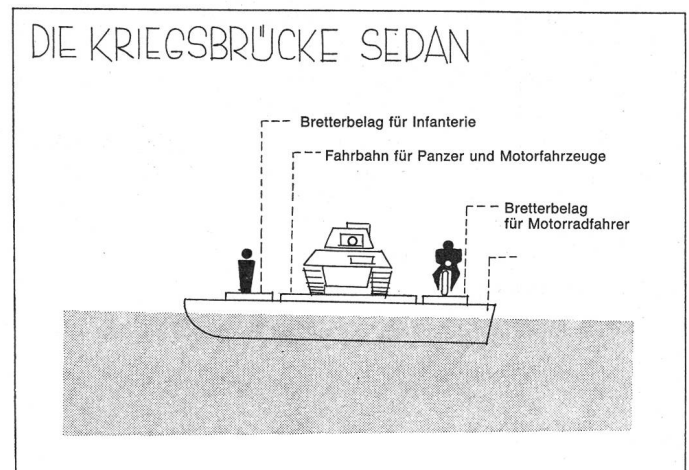 DIE KRIEGSBRÜCKE SEDAN
Bretterbelag für Infanterie
Fahrbahn für Panzer und Motorfahrzeuge
Bretterbelag
für Motorradfahrer